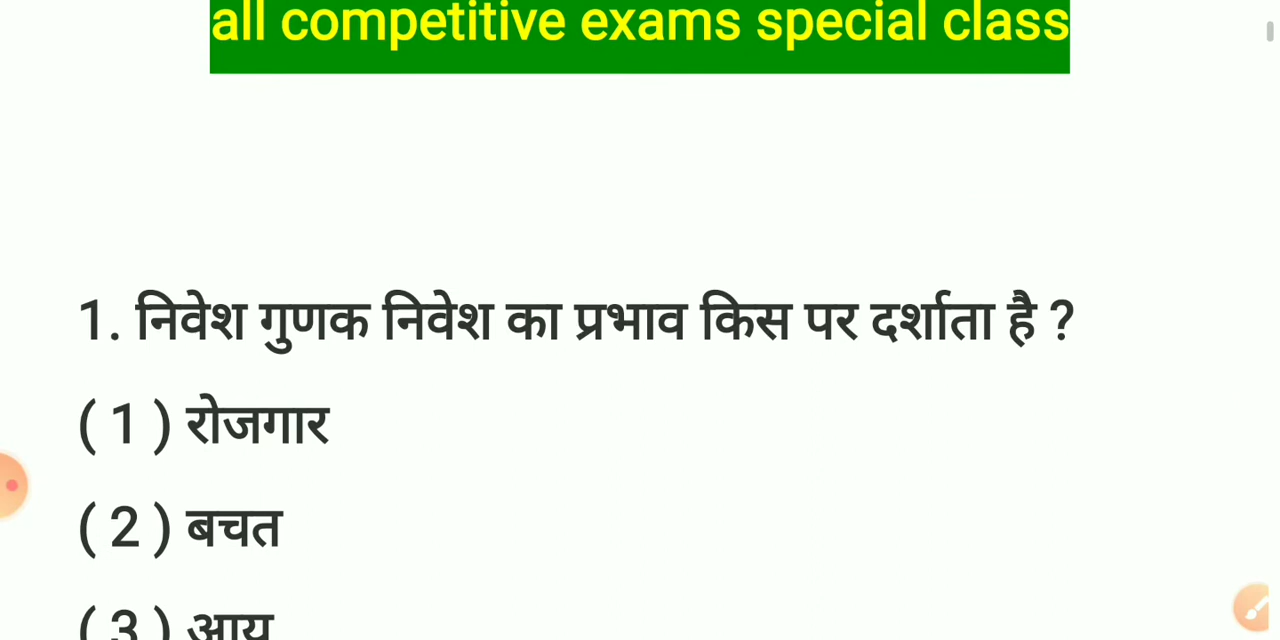 all competitive exams special class
1. निवेश गुणक निवेश का प्रभाव किस पर दर्शाता है ?
( 1 ) रोजगार
( 2 ) बचत
( 3 ) आय